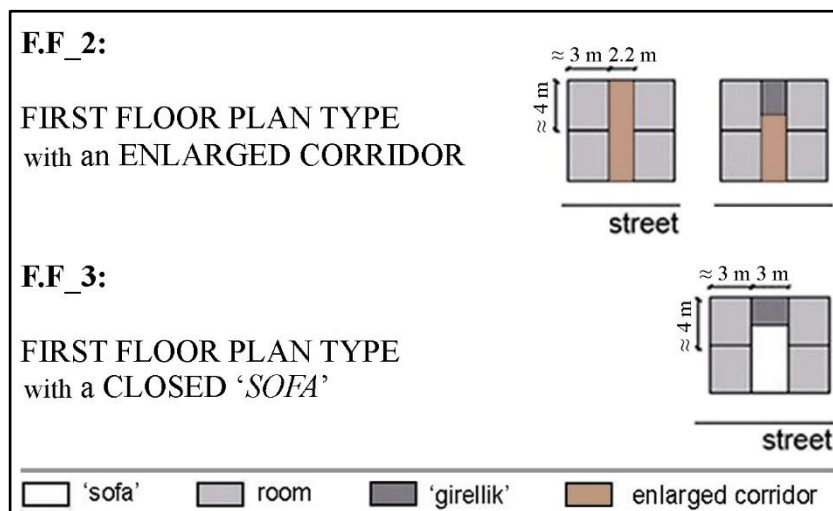 F.F_2:
≈ 3 m 2.2 m
≈ 4 m
FIRST FLOOR PLAN TYPE
with an ENLARGED CORRIDOR
street
F.F_3:
≈ 3 m 3 m
≈ 4 m
FIRST FLOOR PLAN TYPE
with a CLOSED ‘SOFA’
street
‘sofa’ room ‘girellik’ enlarged corridor